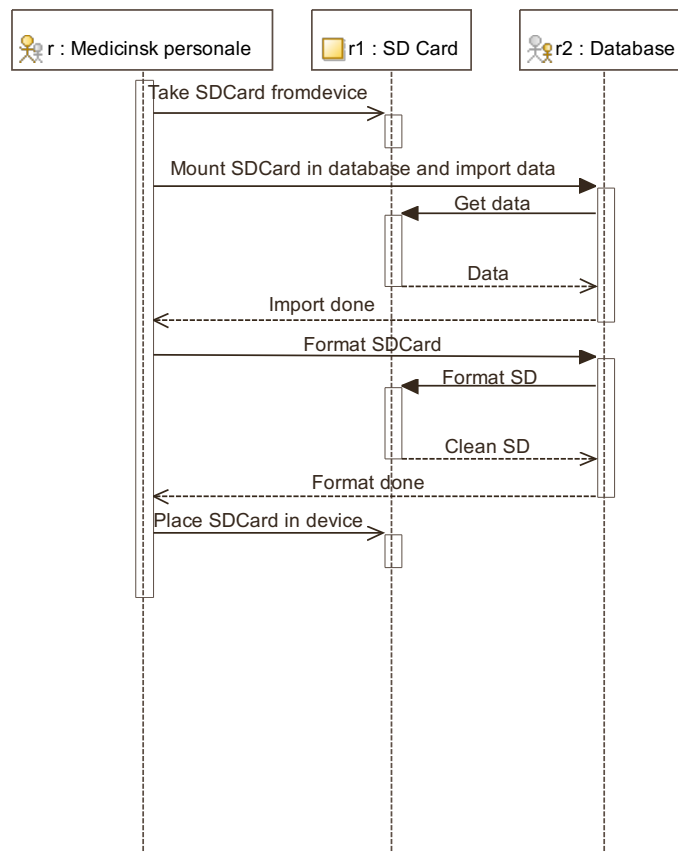 r : Medicinsk personale
r1 : SD Card
r2 : Database
Take SDCard fromdevice
Mount SDCard in database and import data
Get data
Data
Import done
Format SDCard
Format SD
Clean SD
Format done
Place SDCard in device